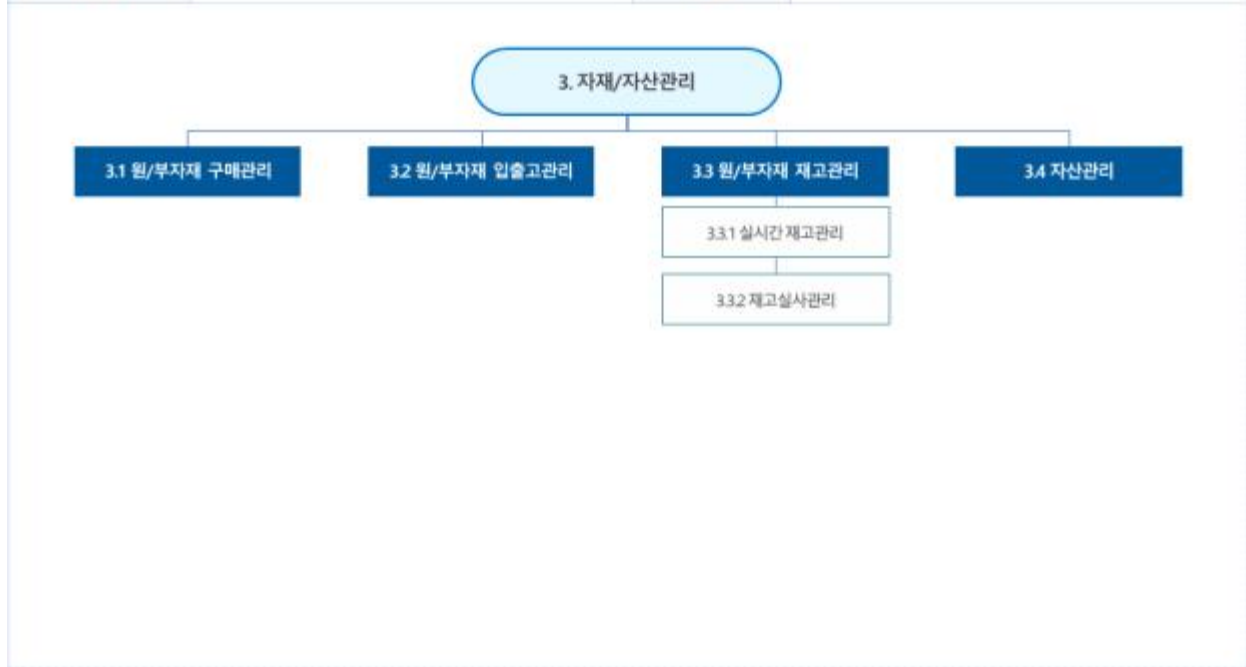 3. 자재/자산관리
3.1 원/부자재 구매관리
3.2 원/부자재 입출고관리
3.3 원/부자재 재고관리
3.4 자산관리
3.3.1 실시간 재고관리
3.3.2 재고실사관리